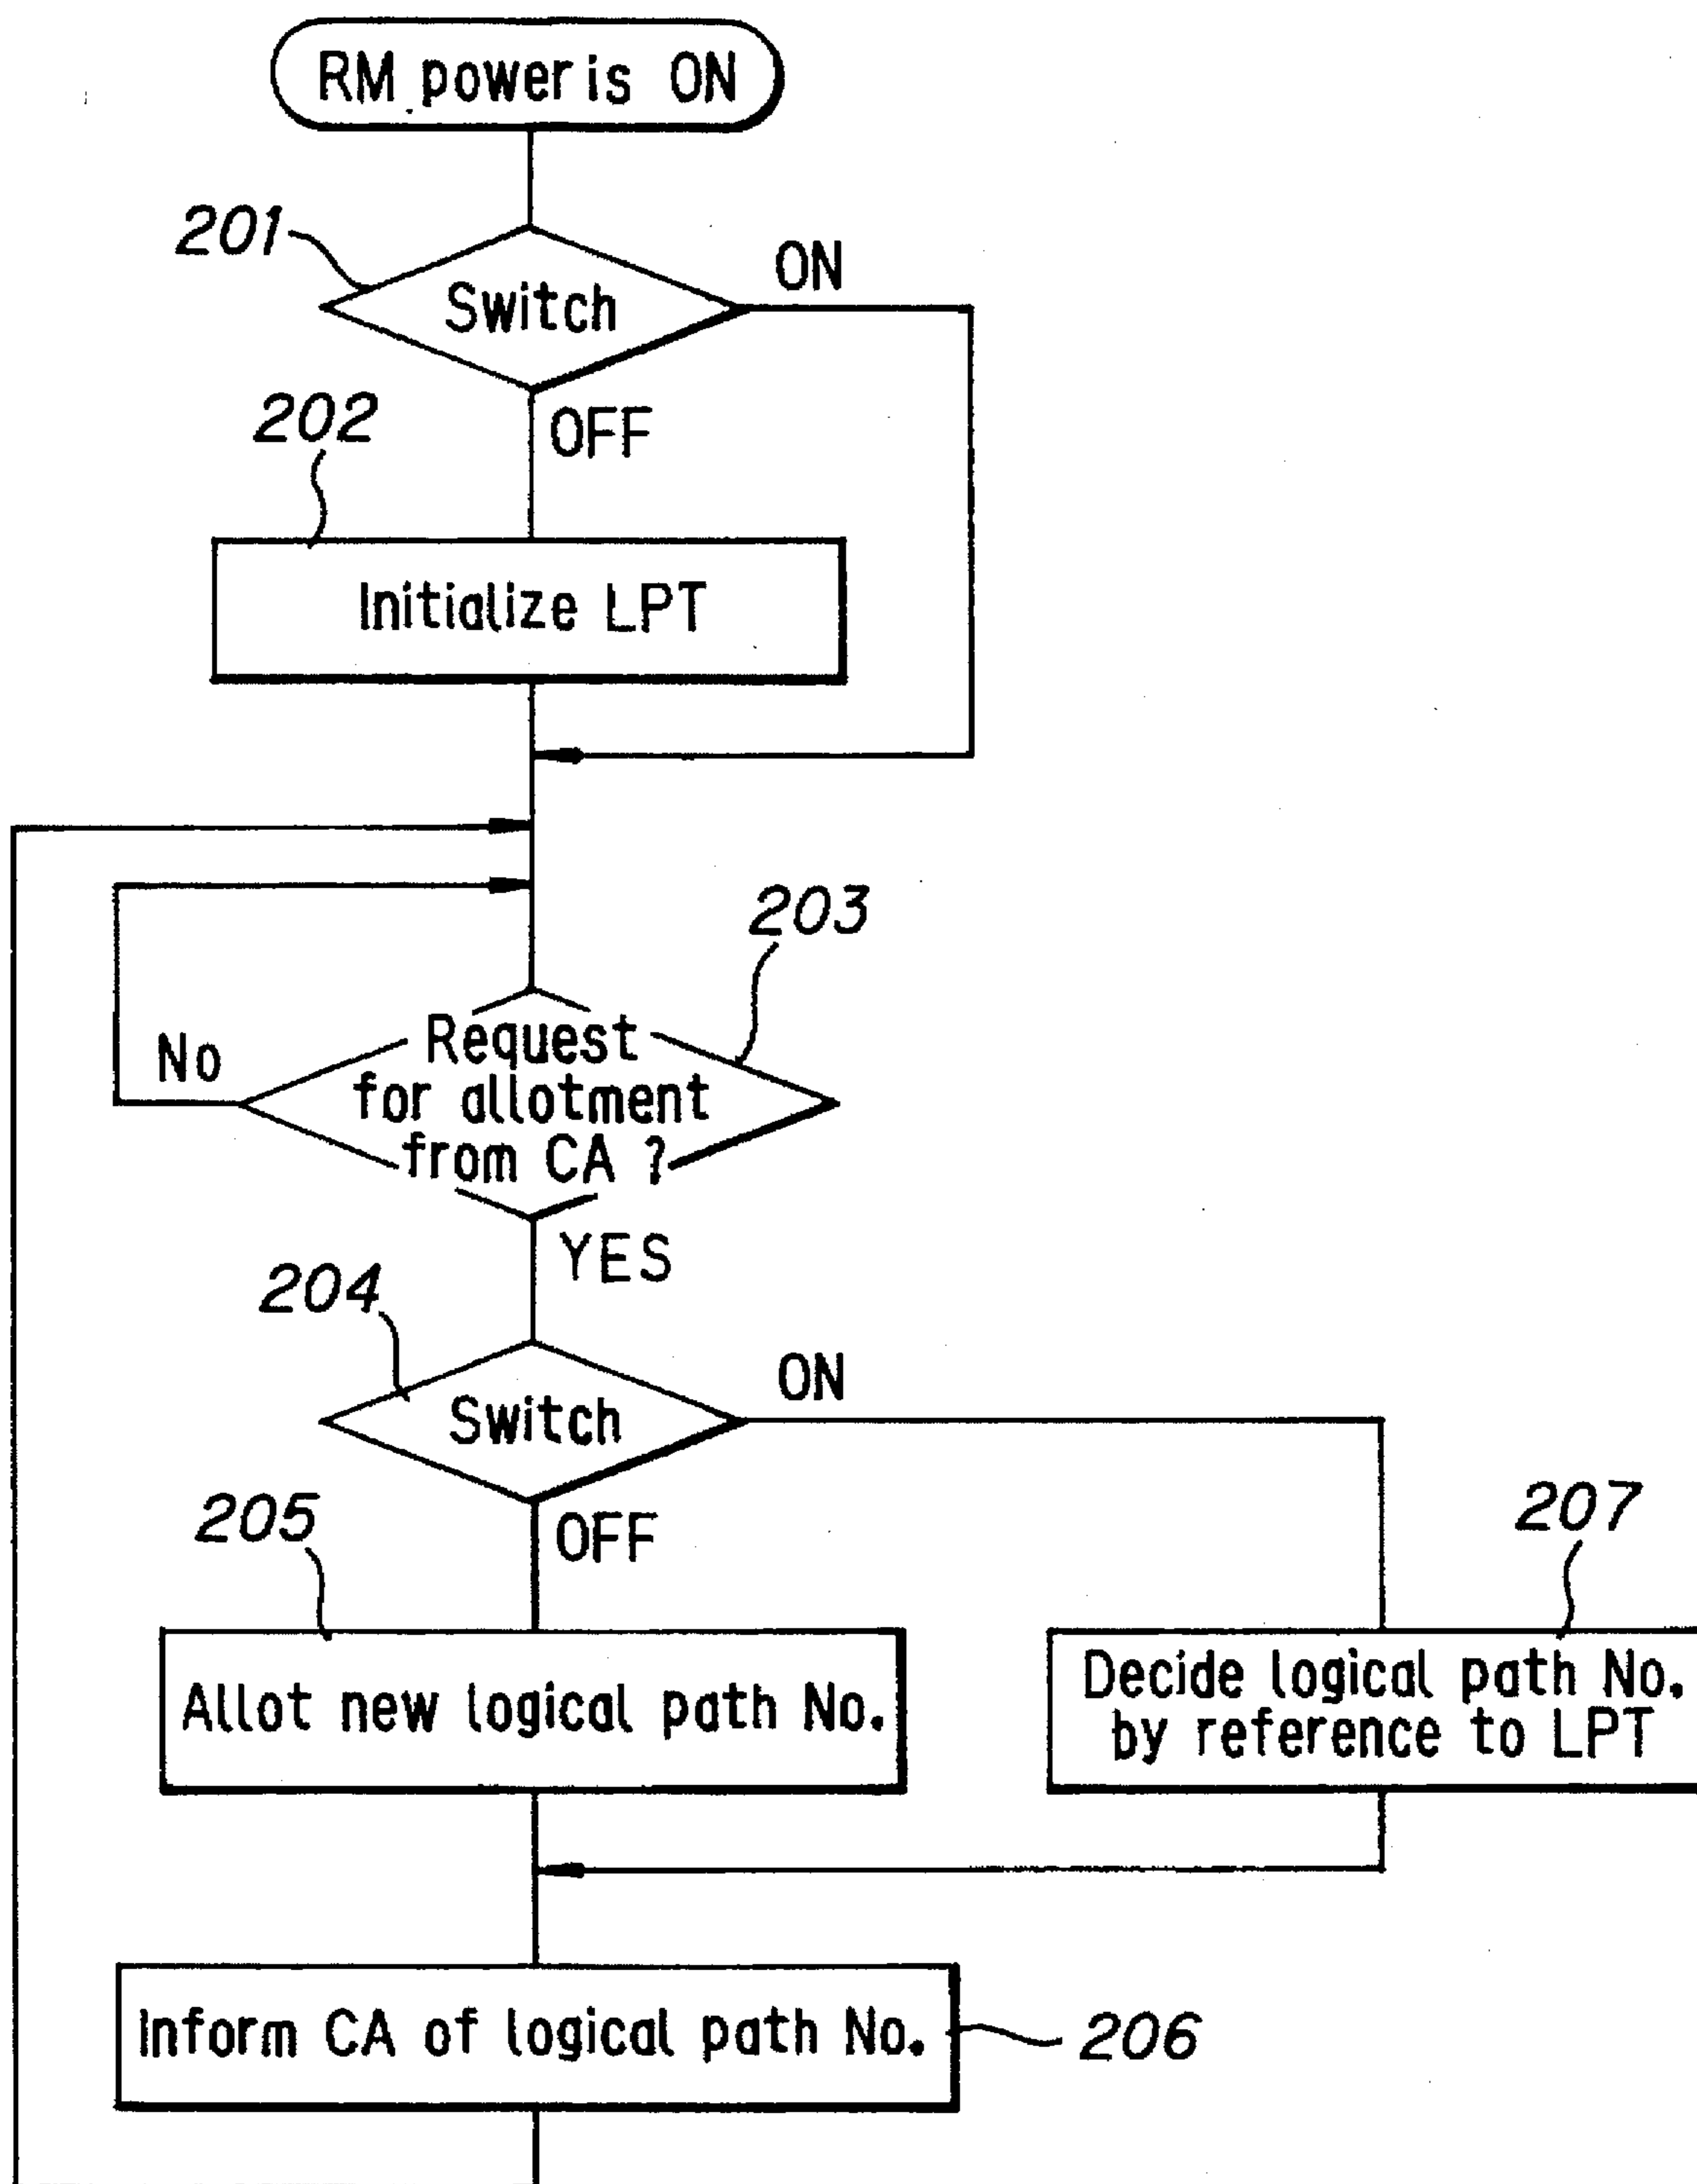 RM power is ON
201
Switch
ON
202
OFF
Initialize LPT
203
No
Request
for allotment
from CA ?
YES
204
Switch
ON
205
OFF
207
Allot new logical path No.
Decide logical path No.
by reference to LPT
Inform CA of logical path No.
206